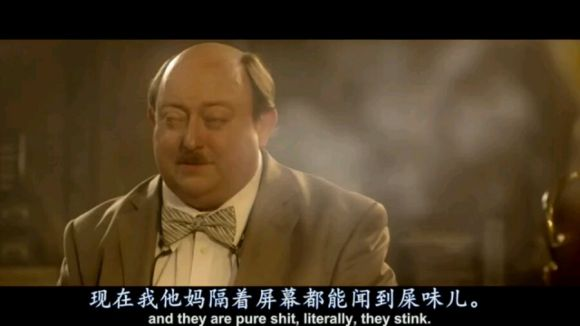 现在我他妈隔着屏幕都能闻到屎味儿。
and they are pure shit, literally, they stink.